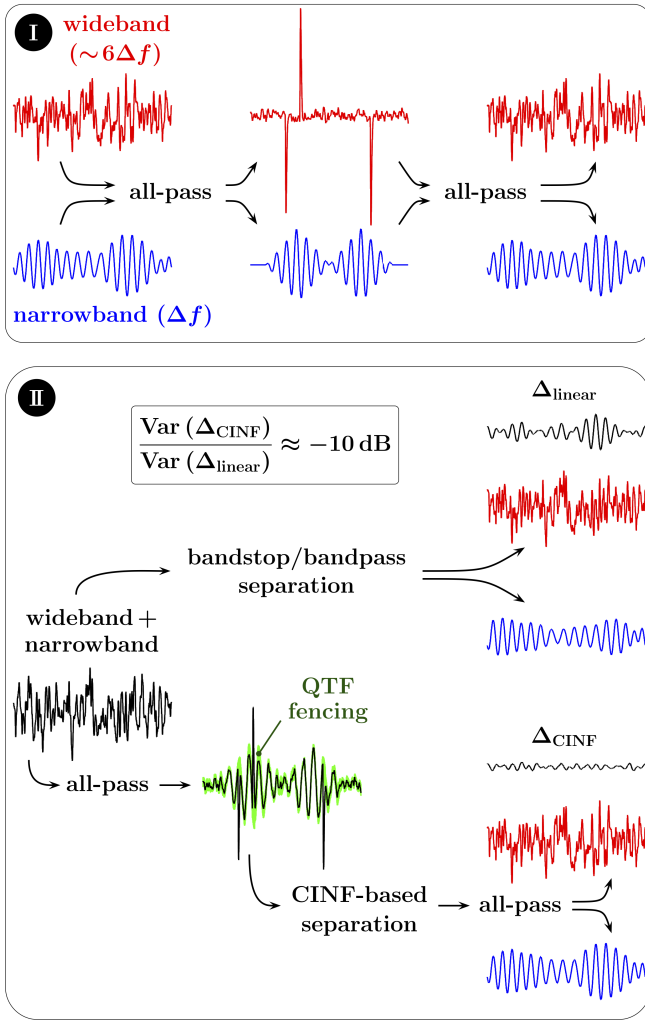 I
wideband
(∼6Δf)
all-pass
all-pass
narrowband (Δf)
II
Var (Δ_CINF)
Var (Δ_linear)
≈ −10 dB
Δ_linear
bandstop/bandpass
separation
wideband +
narrowband
QTF
fencing
all-pass
Δ_CINF
CINF-based
separation
all-pass